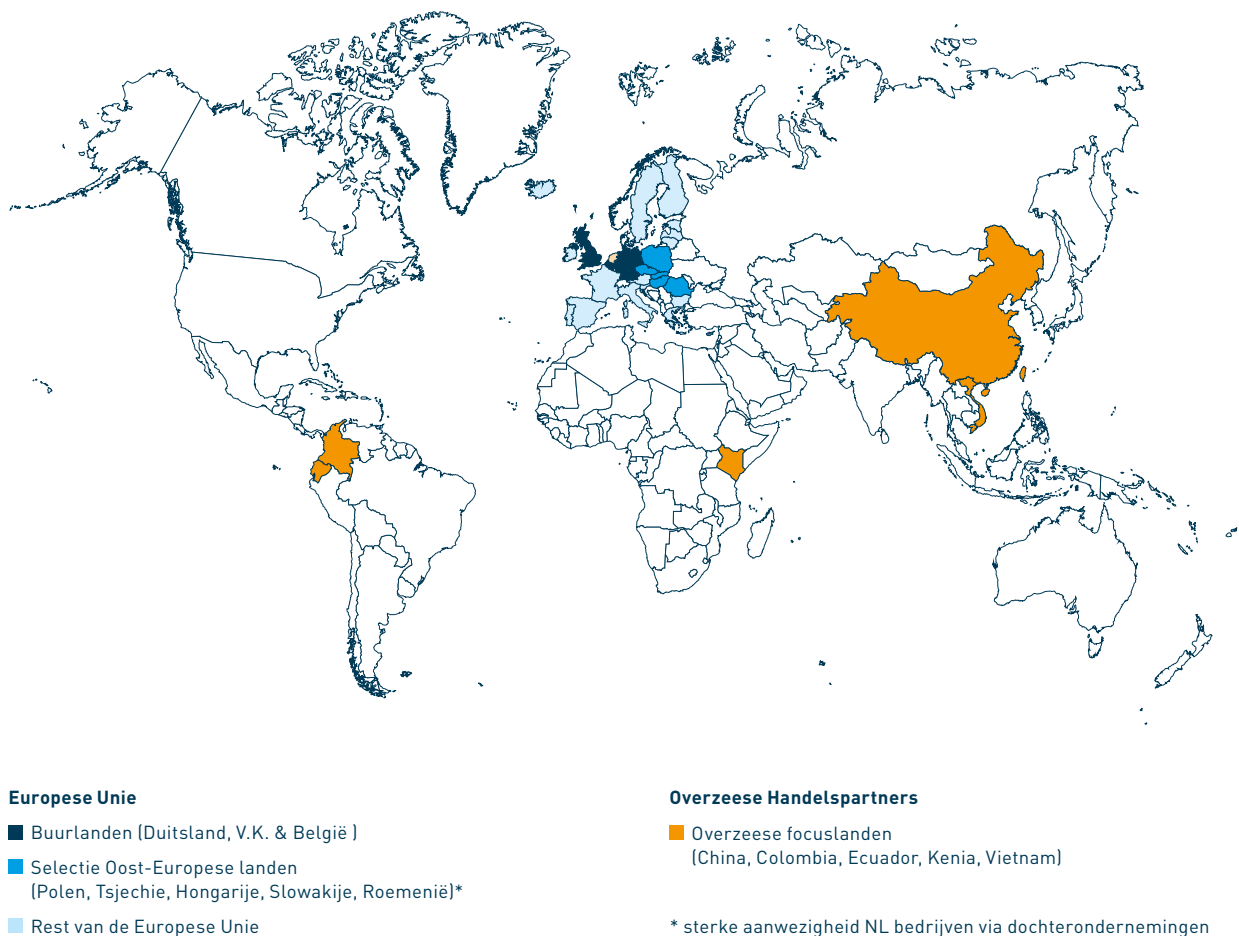 Europese Unie
Buurlanden (Duitsland, V.K. & België )
Selectie Oost-Europese landen
(Polen, Tsjechie, Hongarije, Slowakije, Roemenië)*
Rest van de Europese Unie
Overzeese Handelspartners
Overzeese focuslanden
(China, Colombia, Ecuador, Kenia, Vietnam)
* sterke aanwezigheid NL bedrijven via dochterondernemingen